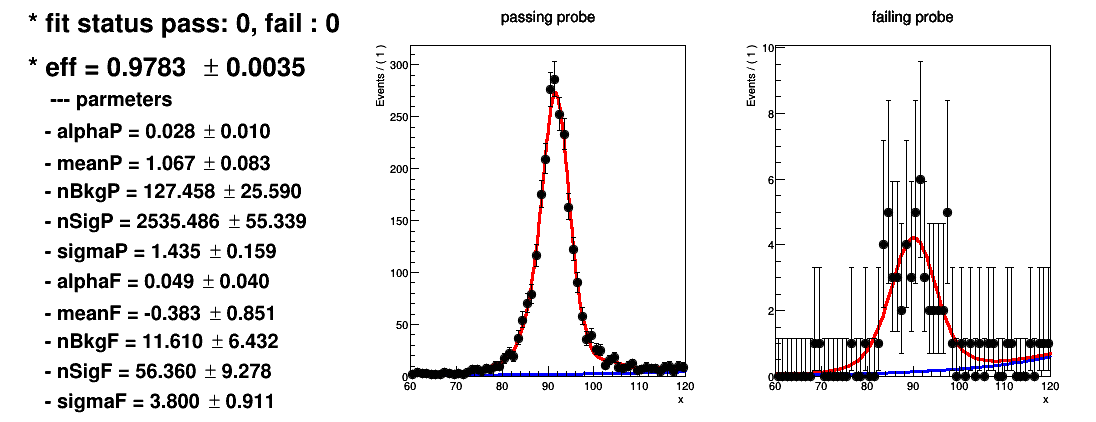 * fit status pass: 0, fail : 0
* eff = 0.9783 ± 0.0035
--- parmeters
- alphaP = 0.028 ± 0.010
- meanP = 1.067 ± 0.083
- nBkgP = 127.458 ± 25.590
- nSigP = 2535.486 ± 55.339
- sigmaP = 1.435 ± 0.159
- alphaF = 0.049 ± 0.040
- meanF = -0.383 ± 0.851
- nBkgF = 11.610 ± 6.432
- nSigF = 56.360 ± 9.278
- sigmaF = 3.800 ± 0.911
passing probe
Events / ( 1 )
300
250
200
150
100
50
0
60 70 80 90 100 110 120
x
failing probe
Events / ( 1 )
10
8
6
4
2
0
60 70 80 90 100 110 120
x